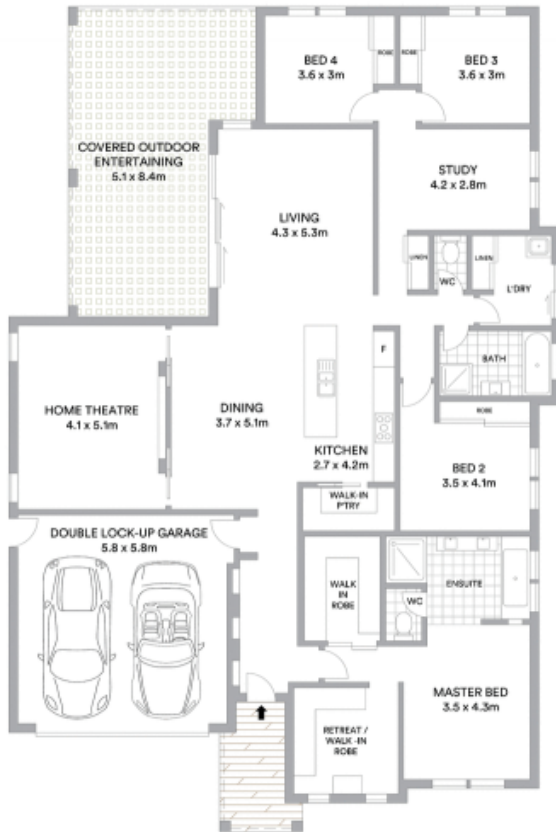 BED 4
3.6 x 3m
ROBE
ROBE
BED 3
3.6 x 3m
COVERED OUTDOOR
ENTERTAINING
5.1 x 8.4m
STUDY
4.2 x 2.8m
LIVING
4.3 x 5.3m
LINEN
WC
LINEN
L'DRY
F
BATH
HOME THEATRE
4.1 x 5.1m
DINING
3.7 x 5.1m
ROBE
KITCHEN
2.7 x 4.2m
BED 2
3.5 x 4.1m
WALK-IN
P'TRY
DOUBLE LOCK-UP GARAGE
5.8 x 5.8m
WALK
IN
ROBE
ENSUITE
WC
MASTER BED
3.5 x 4.3m
RETREAT /
WALK -IN
ROBE